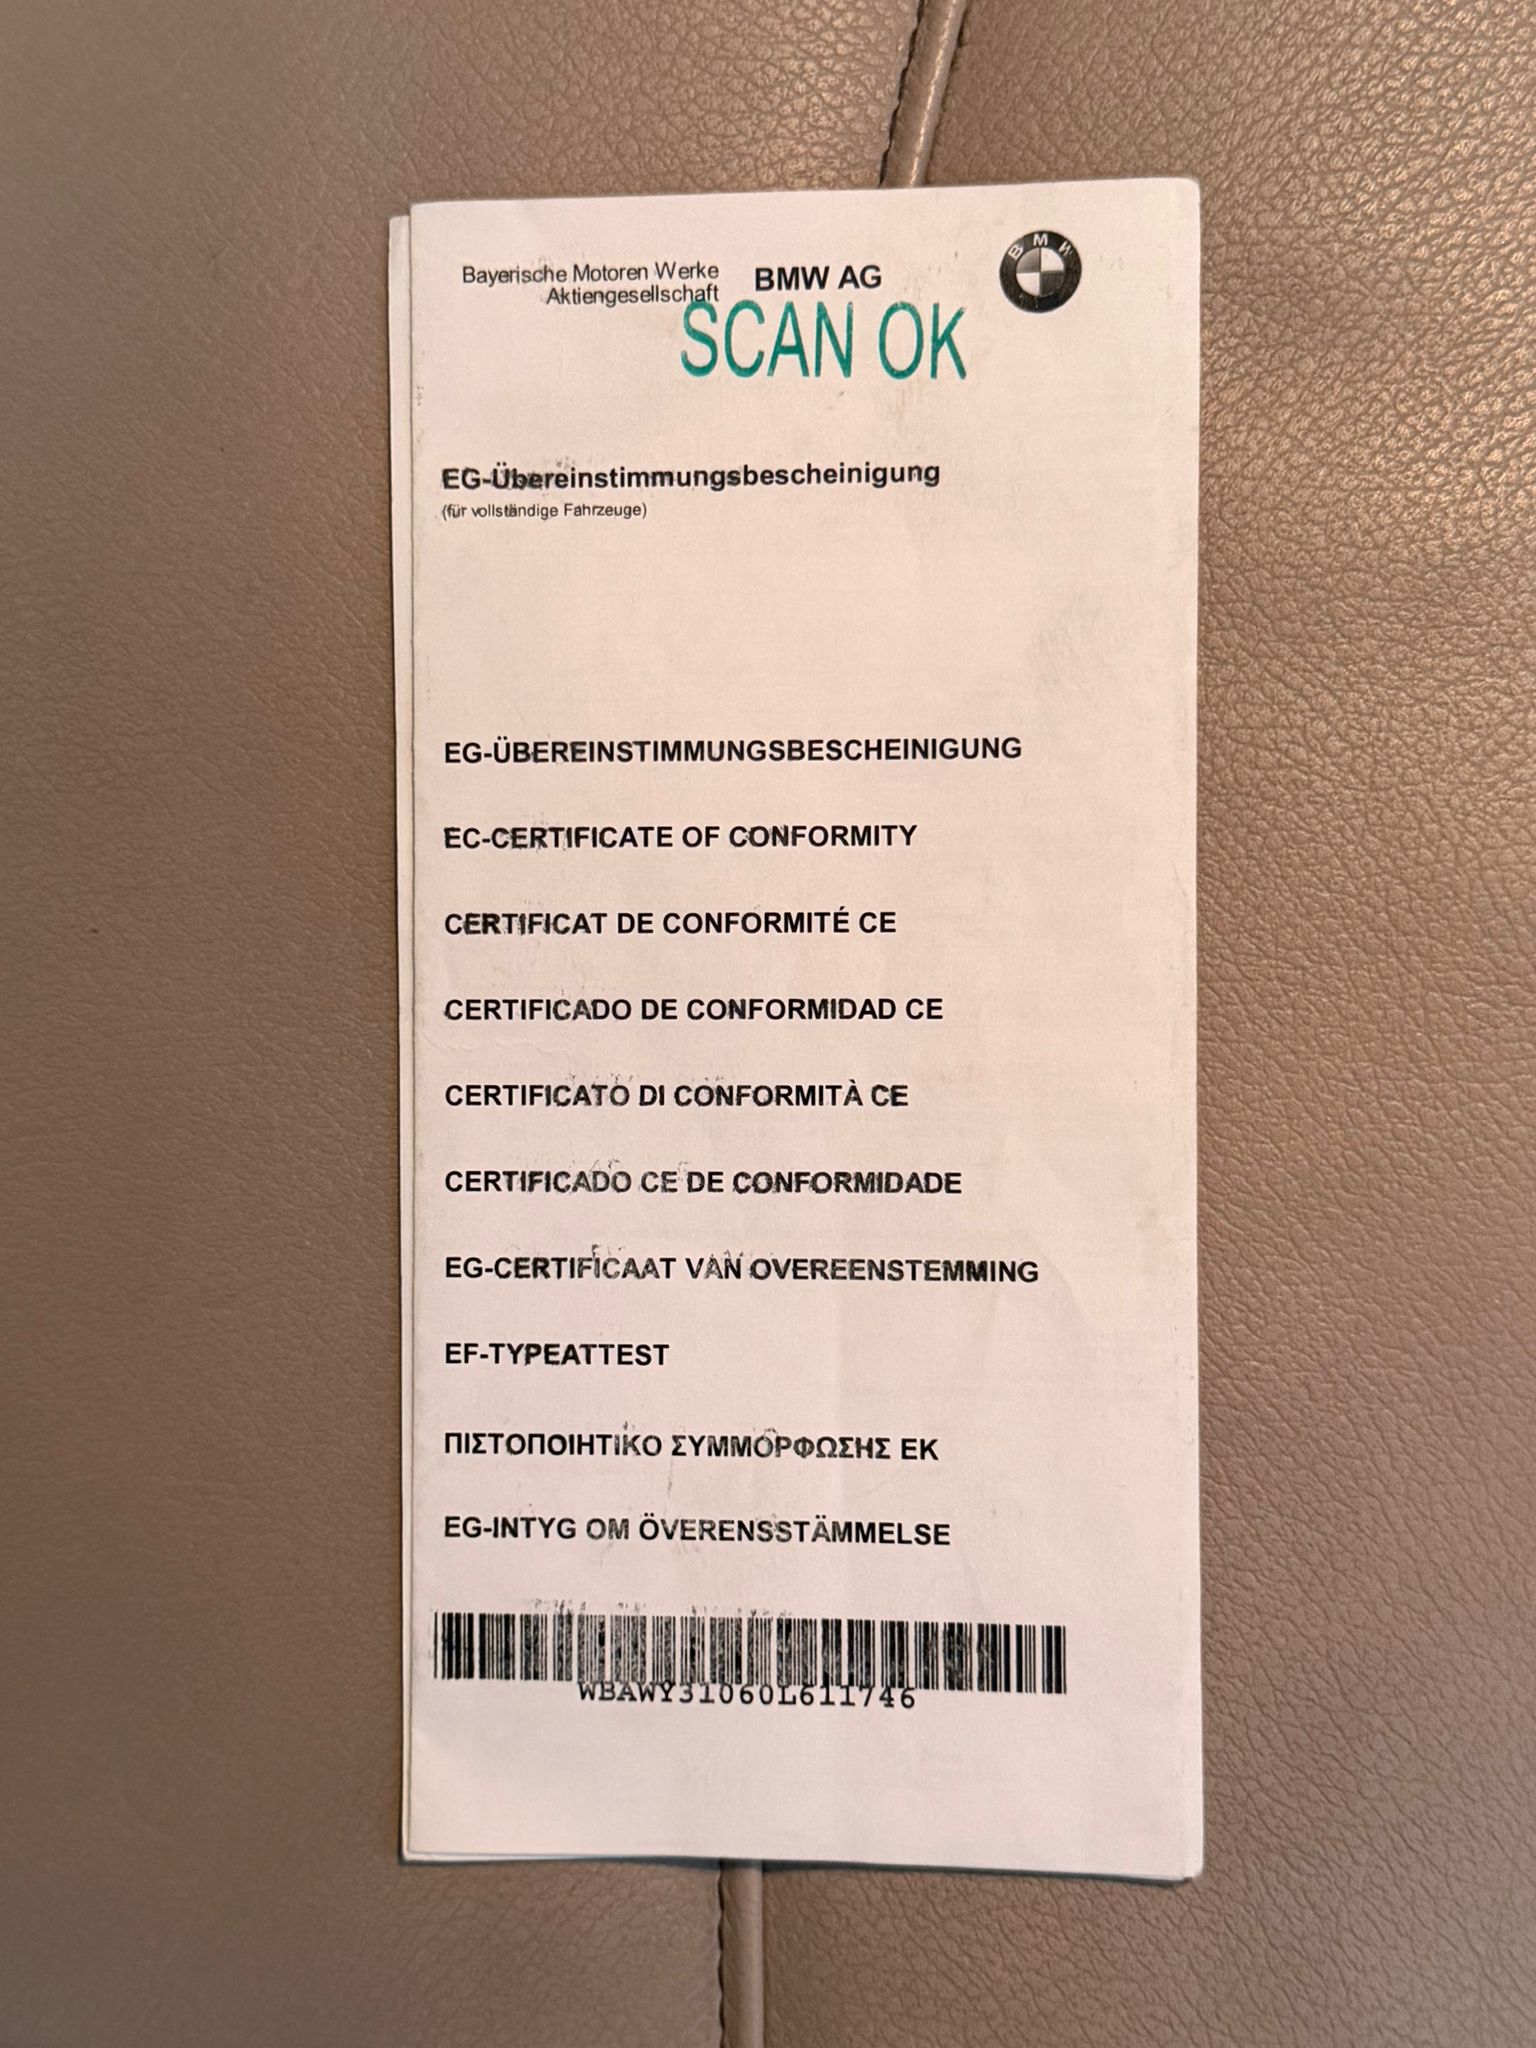 Bayerische Motoren Werke
Aktiengesellschaft
BMW AG
BMW
SCAN OK
EG-Übereinstimmungsbescheinigung
(für vollständige Fahrzeuge)
EG-ÜBEREINSTIMMUNGSBESCHEINIGUNG
EC-CERTIFICATE OF CONFORMITY
CERTIFICAT DE CONFORMITÉ CE
CERTIFICADO DE CONFORMIDAD CE
CERTIFICATO DI CONFORMITÀ CE
CERTIFICADO CE DE CONFORMIDADE
EG-CERTIFICAAT VAN OVEREENSTEMMING
EF-TYPEATTEST
ΠΙΣΤΟΠΟΙΗΤΙΚΟ ΣΥΜΜΟΡΦΩΣΗΣ ΕΚ
EG-INTYG OM ÖVERENSSTÄMMELSE
WBAWY31060L611746